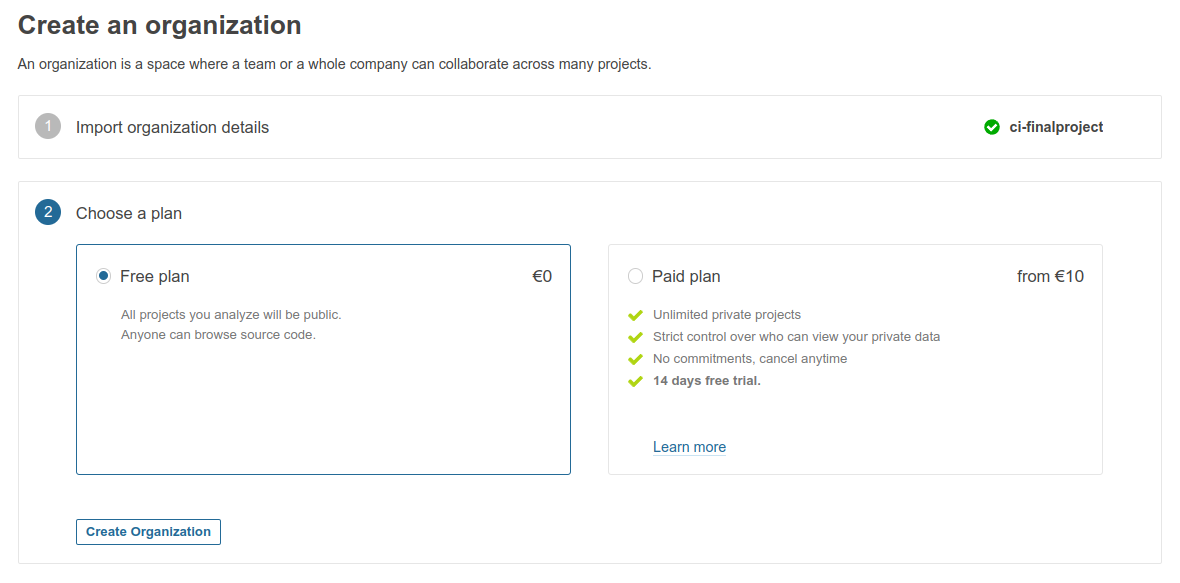 Create an organization
An organization is a space where a team or a whole company can collaborate across many projects.
1 Import organization details ci-finalproject
2 Choose a plan
Free plan €0
All projects you analyze will be public.
Anyone can browse source code.
Paid plan from €10
Unlimited private projects
Strict control over who can view your private data
No commitments, cancel anytime
14 days free trial.
Learn more
Create Organization